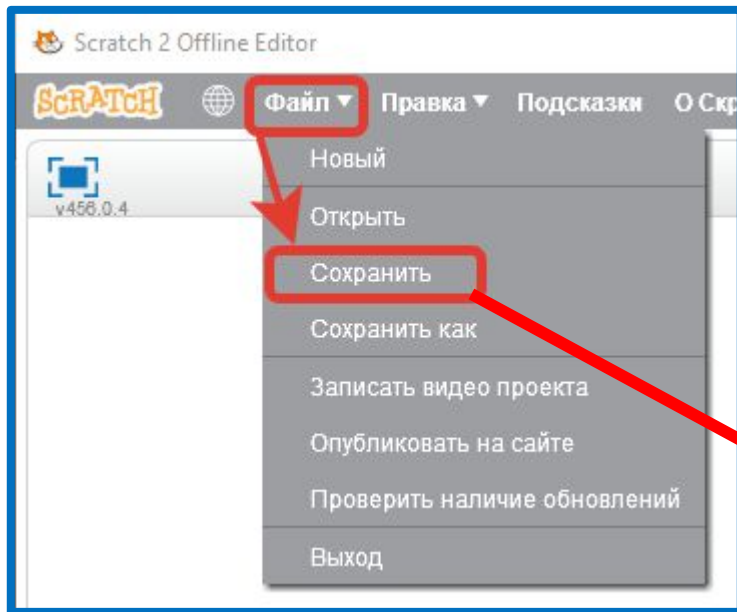 Scratch 2 Offline Editor
SCRATCH Файл Правка Подсказки О Скр
v456.0.4
Новый
Открыть
Сохранить
Сохранить как
Записать видео проекта
Опубликовать на сайте
Проверить наличие обновлений
Выход